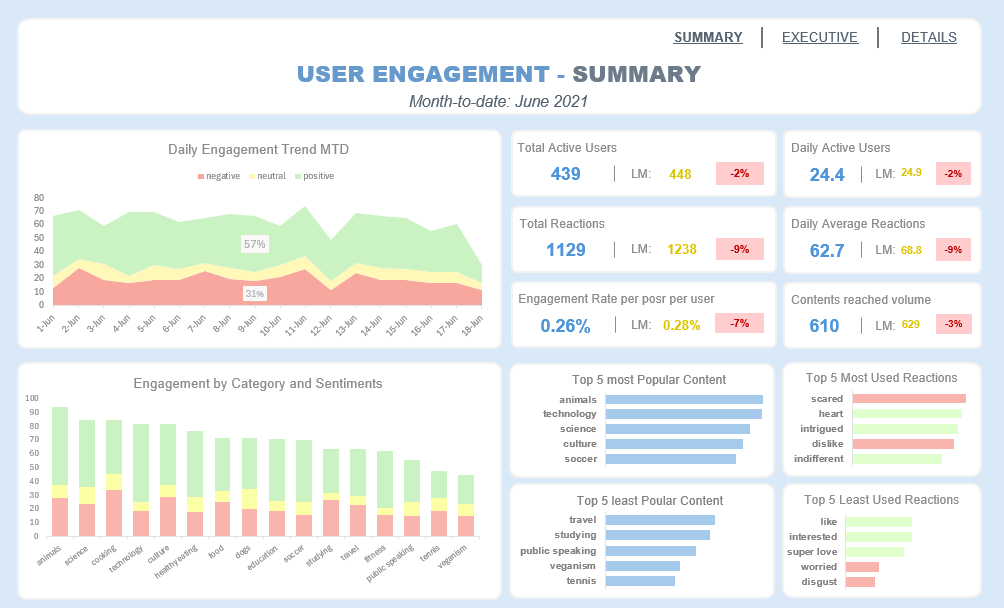 SUMMARY | EXECUTIVE | DETAILS
USER ENGAGEMENT - SUMMARY
Month-to-date: June 2021
Daily Engagement Trend MTD
negative neutral positive
80
70
60
50
40
30
20
10
0
57%
31%
1-Jun 2-Jun 3-Jun 4-Jun 5-Jun 6-Jun 7-Jun 8-Jun 9-Jun 10-Jun 11-Jun 12-Jun 13-Jun 14-Jun 15-Jun 16-Jun 17-Jun 18-Jun
Total Active Users
439 | LM: 448 -2%
Daily Active Users
24.4 | LM: 24.9 -2%
Total Reactions
1129 | LM: 1238 -9%
Daily Average Reactions
62.7 | LM: 68.8 -9%
Engagement Rate per posr per user
0.26% | LM: 0.28% -7%
Contents reached volume
610 | LM: 629 -3%
Engagement by Category and Sentiments
100
90
80
70
60
50
40
30
20
10
0
animals science cooking technology culture healthy eating food dogs education soccer studying travel fitness public speaking tennis veganism
Top 5 most Popular Content
animals
technology
science
culture
soccer
Top 5 Most Used Reactions
scared
heart
intrigued
dislike
indifferent
Top 5 least Poular Content
travel
studying
public speaking
veganism
tennis
Top 5 Least Used Reactions
like
interested
super love
worried
disgust